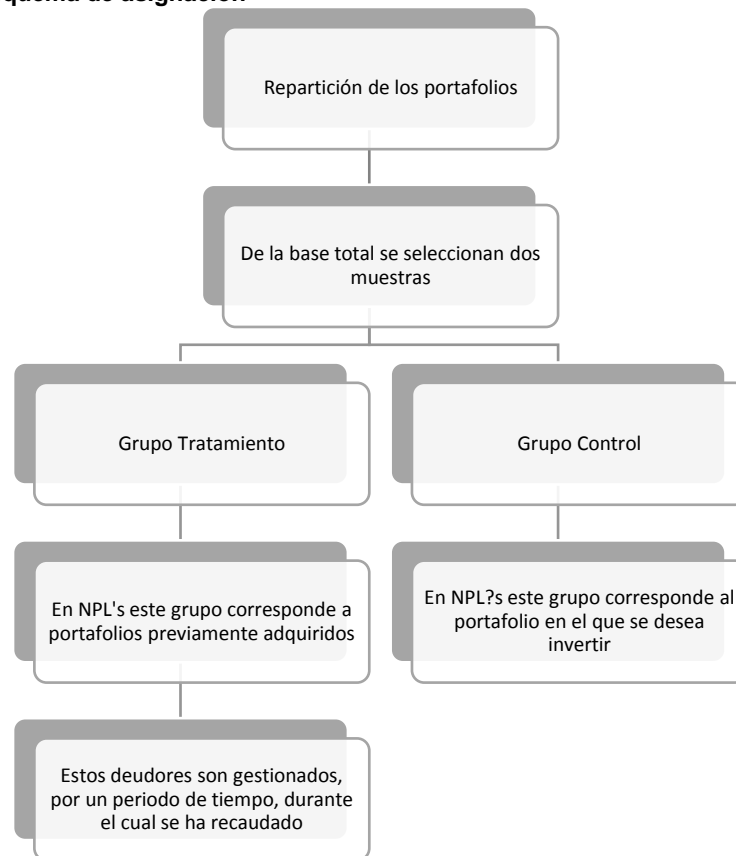 quema de asignación
Repartición de los portafolios
De la base total se seleccionan dos
muestras
Grupo Tratamiento
Grupo Control
En NPL's este grupo corresponde a
portafolios previamente adquiridos
En NPL?s este grupo corresponde al
portafolio en el que se desea
invertir
Estos deudores son gestionados,
por un periodo de tiempo, durante
el cual se ha recaudado